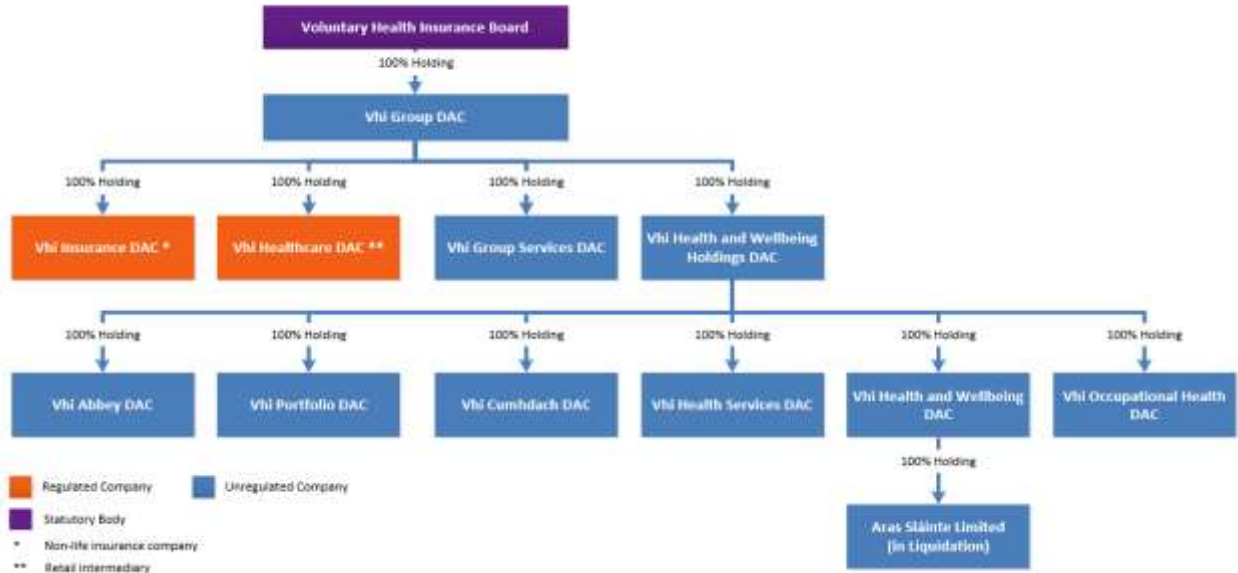 Voluntary Health Insurance Board
100% Holding
Vhi Group DAC
100% Holding
100% Holding
100% Holding
100% Holding
Vhi Insurance DAC *
Vhi Healthcare DAC **
Vhi Group Services DAC
Vhi Health and Wellbeing
Holdings DAC
100% Holding
100% Holding
100% Holding
100% Holding
100% Holding
100% Holding
Vhi Abbey DAC
Vhi Portfolio DAC
Vhi Cumhdach DAC
Vhi Health Services DAC
Vhi Health and Wellbeing
DAC
Vhi Occupational Health
DAC
100% Holding
Aras Sláinte Limited
(in Liquidation)
Regulated Company
Unregulated Company
Statutory Body
* Non-life insurance company
** Retail intermediary